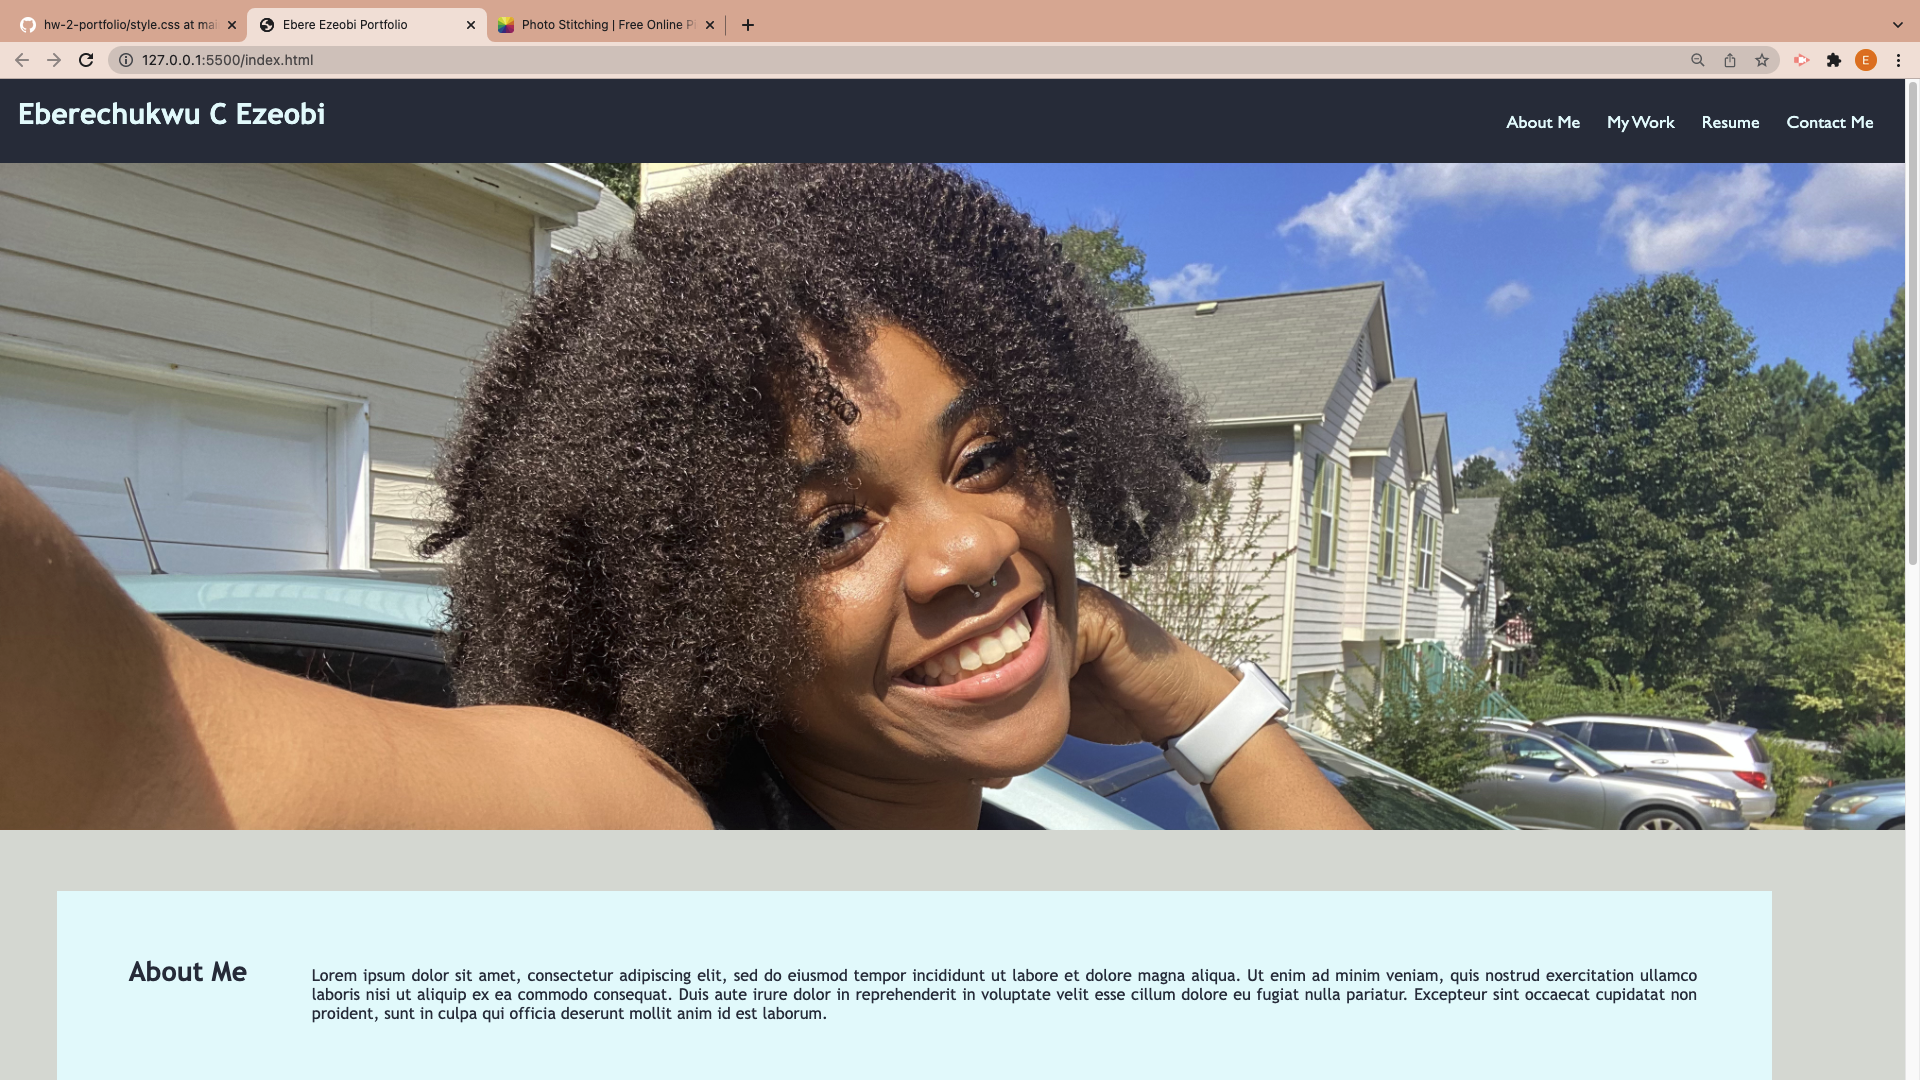 hw-2-portfolio/style.css at mai
Ebere Ezeobi Portfolio
Photo Stitching | Free Online P
127.0.0.1:5500/index.html
E
Eberechukwu C Ezeobi
About Me My Work Resume Contact Me
About Me
Lorem ipsum dolor sit amet, consectetur adipiscing elit, sed do eiusmod tempor incididunt ut labore et dolore magna aliqua. Ut enim ad minim veniam, quis nostrud exercitation ullamco
laboris nisi ut aliquip ex ea commodo consequat. Duis aute irure dolor in reprehenderit in voluptate velit esse cillum dolore eu fugiat nulla pariatur. Excepteur sint occaecat cupidatat non
proident, sunt in culpa qui officia deserunt mollit anim id est laborum.